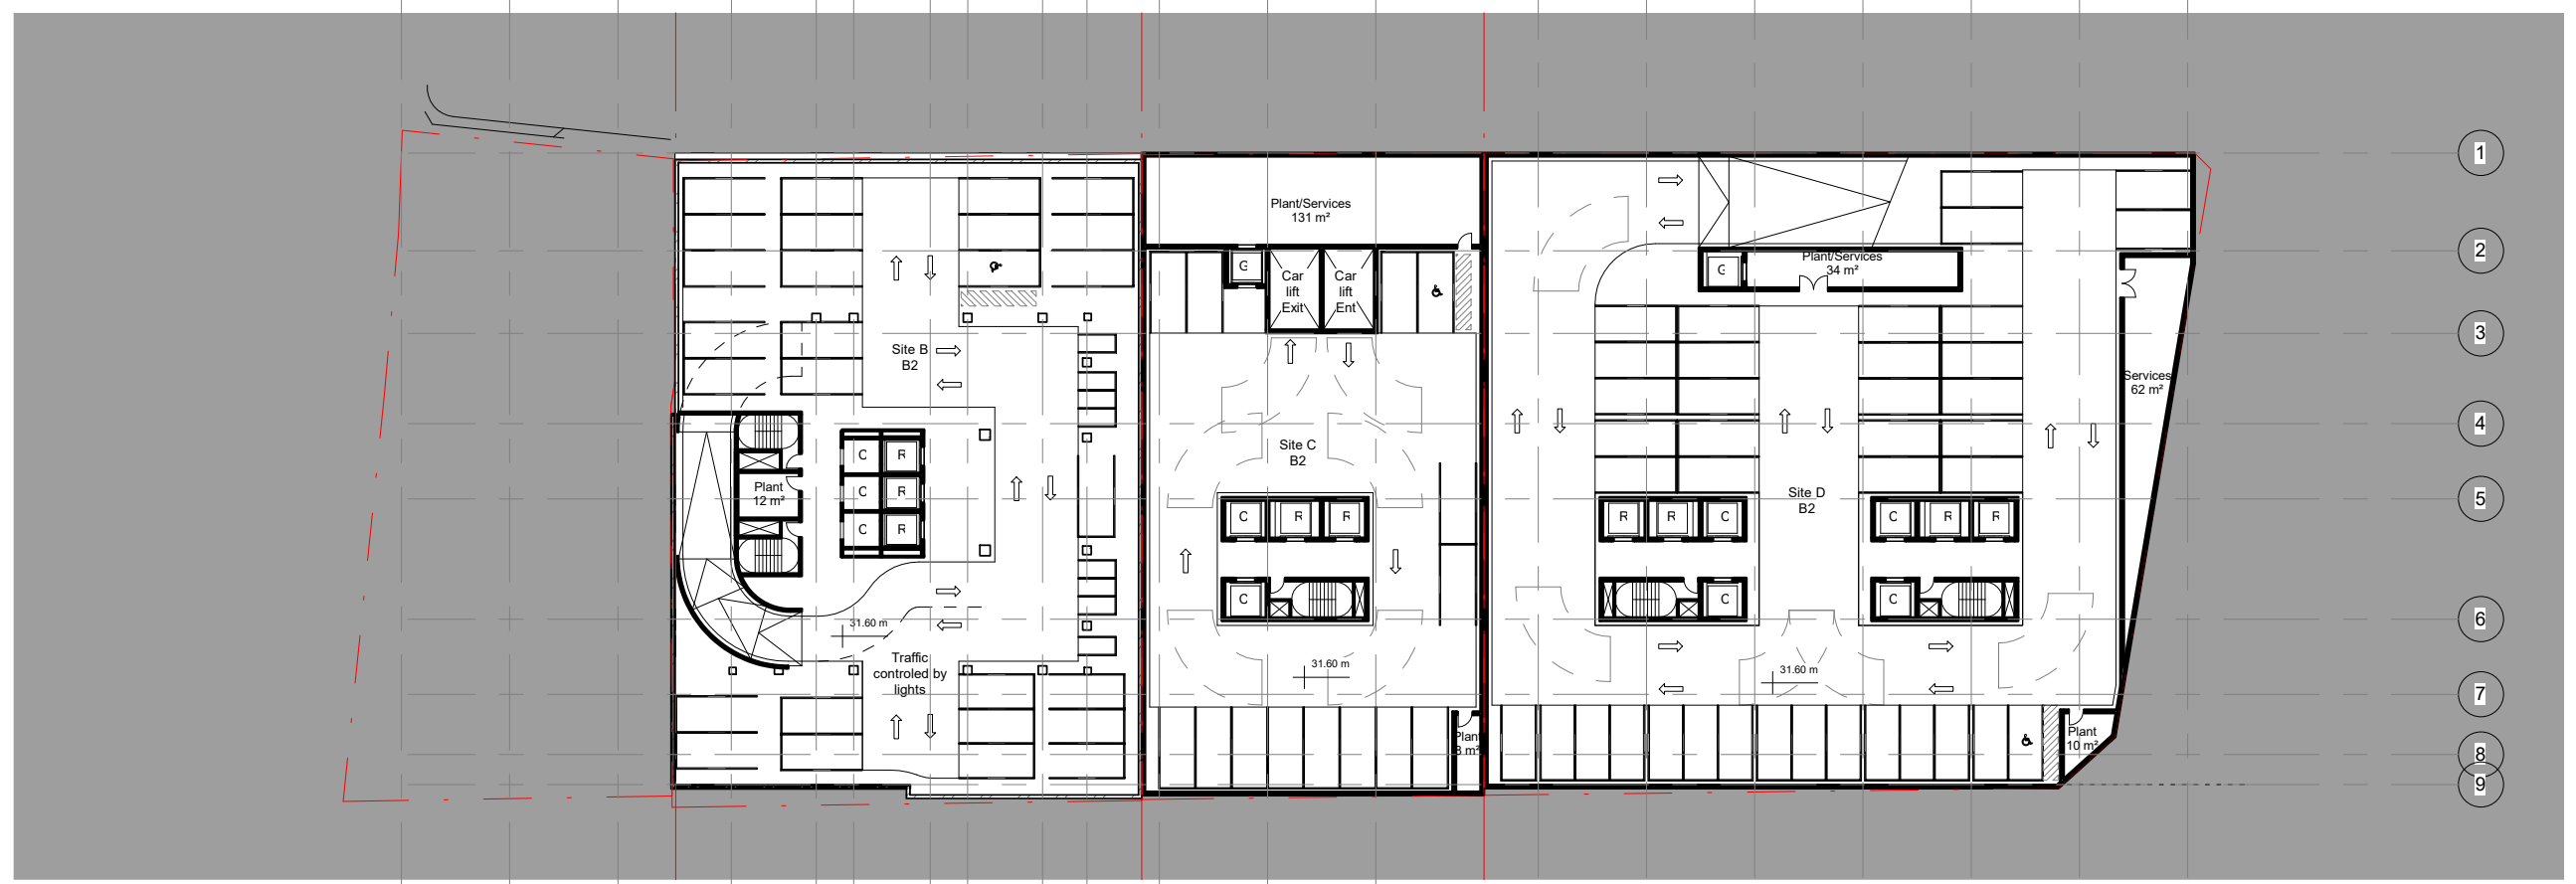 1
Plant/Services
131 m²
2
G
Car
lift
Exit
Car
lift
Ent
G
Plant/Services
34 m²
3
Site B
B2
Services
62 m²
4
C
R
Site C
B2
Plant
12 m²
C
R
5
Site D
B2
C
R
C
R
R
R
R
C
C
R
R
C
C
C
6
31.60 m
Traffic
controled by
lights
31.60 m
31.60 m
7
Plant
Plant
10 m²
8
9